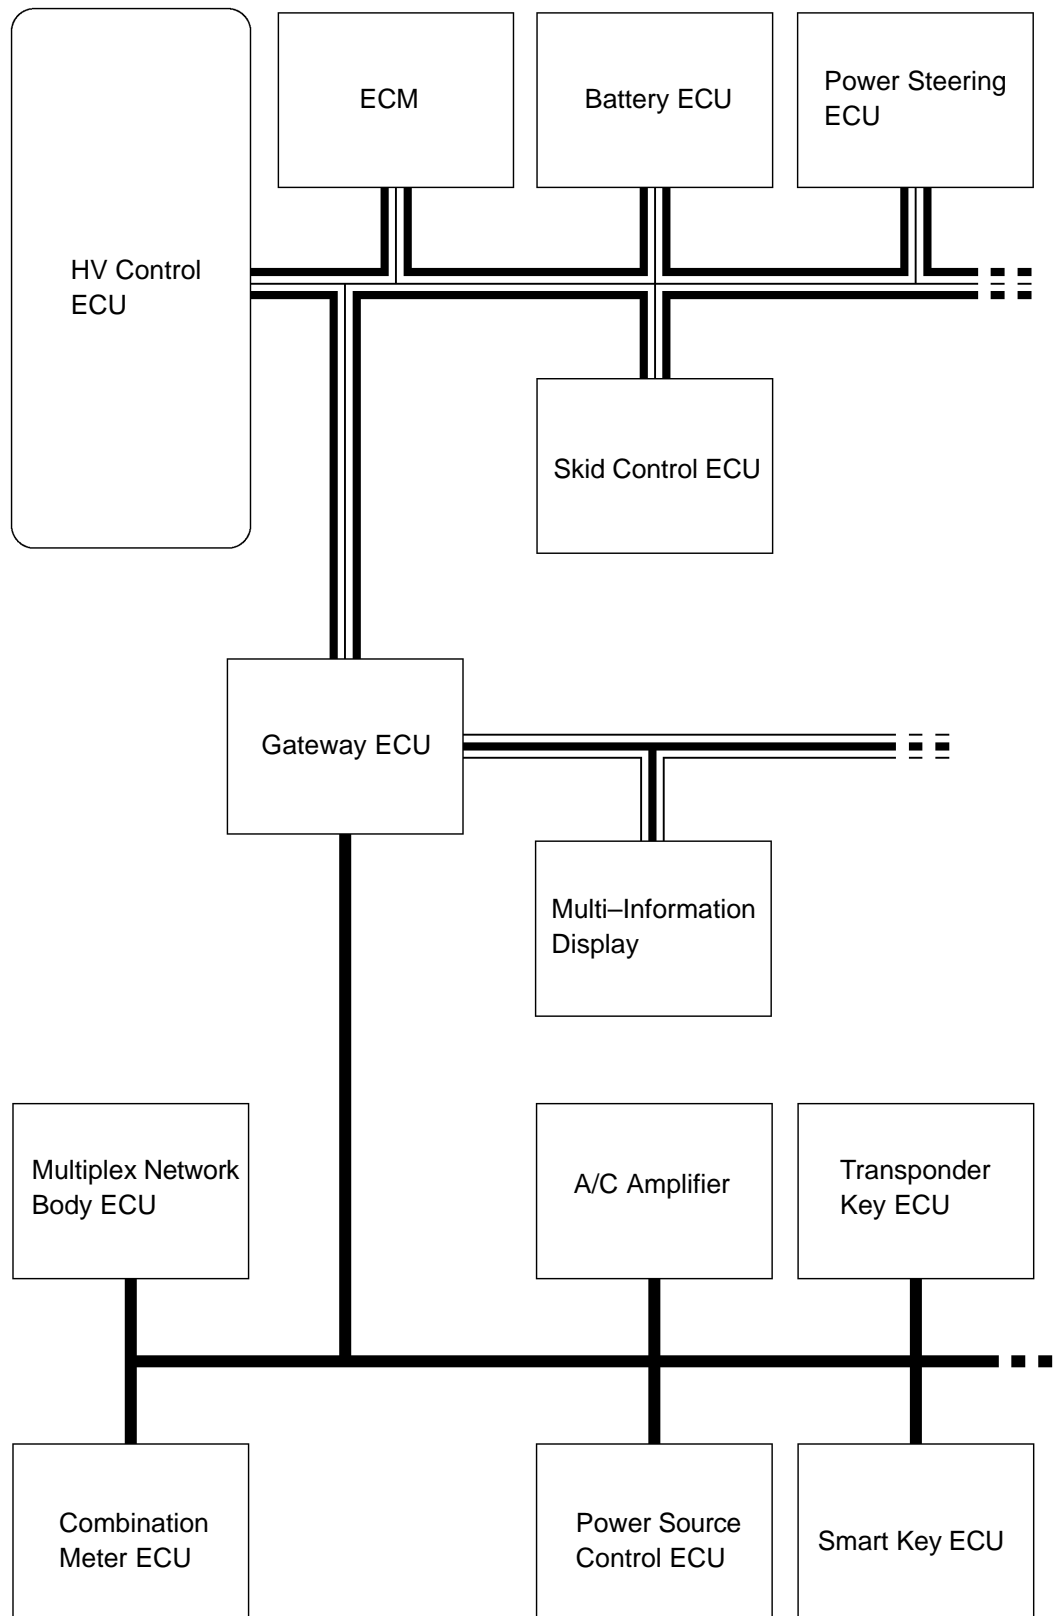 ECM
Battery ECU
Power Steering
ECU
HV Control
ECU
Skid Control ECU
Gateway ECU
Multi–Information
Display
Multiplex Network
Body ECU
A/C Amplifier
Transponder
Key ECU
Combination
Meter ECU
Power Source
Control ECU
Smart Key ECU